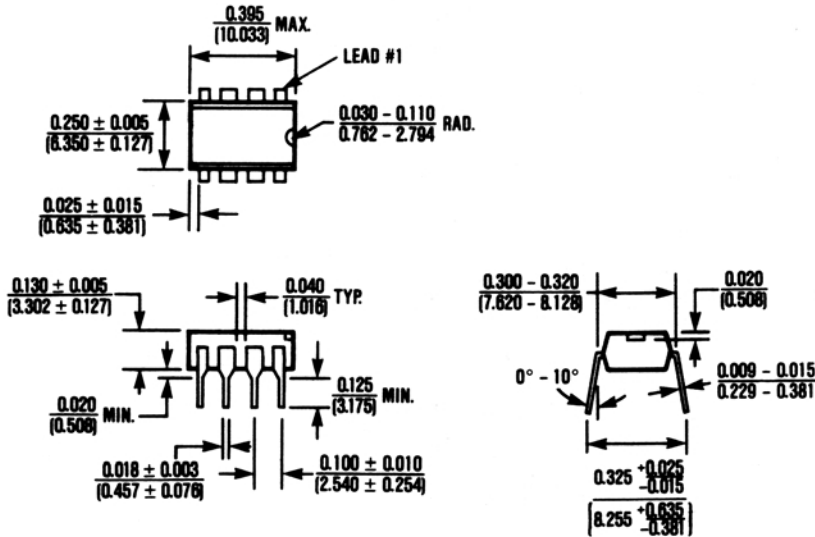 0.395
(10.033)
MAX.
LEAD #1
0.250 ± 0.005
(6.350 ± 0.127)
0.030 – 0.110
0.762 – 2.794
RAD.
0.025 ± 0.015
(0.635 ± 0.381)
0.130 ± 0.005
(3.302 ± 0.127)
0.040
(1.016)
TYP.
0.020
(0.508)
MIN.
0.125
(3.175)
MIN.
0.018 ± 0.003
(0.457 ± 0.076)
0.100 ± 0.010
(2.540 ± 0.254)
0.300 – 0.320
(7.620 – 8.128)
0.020
(0.508)
0° – 10°
0.009 – 0.015
0.229 – 0.381
0.325 +0.025
–0.015
(8.255 +0.635
–0.381)